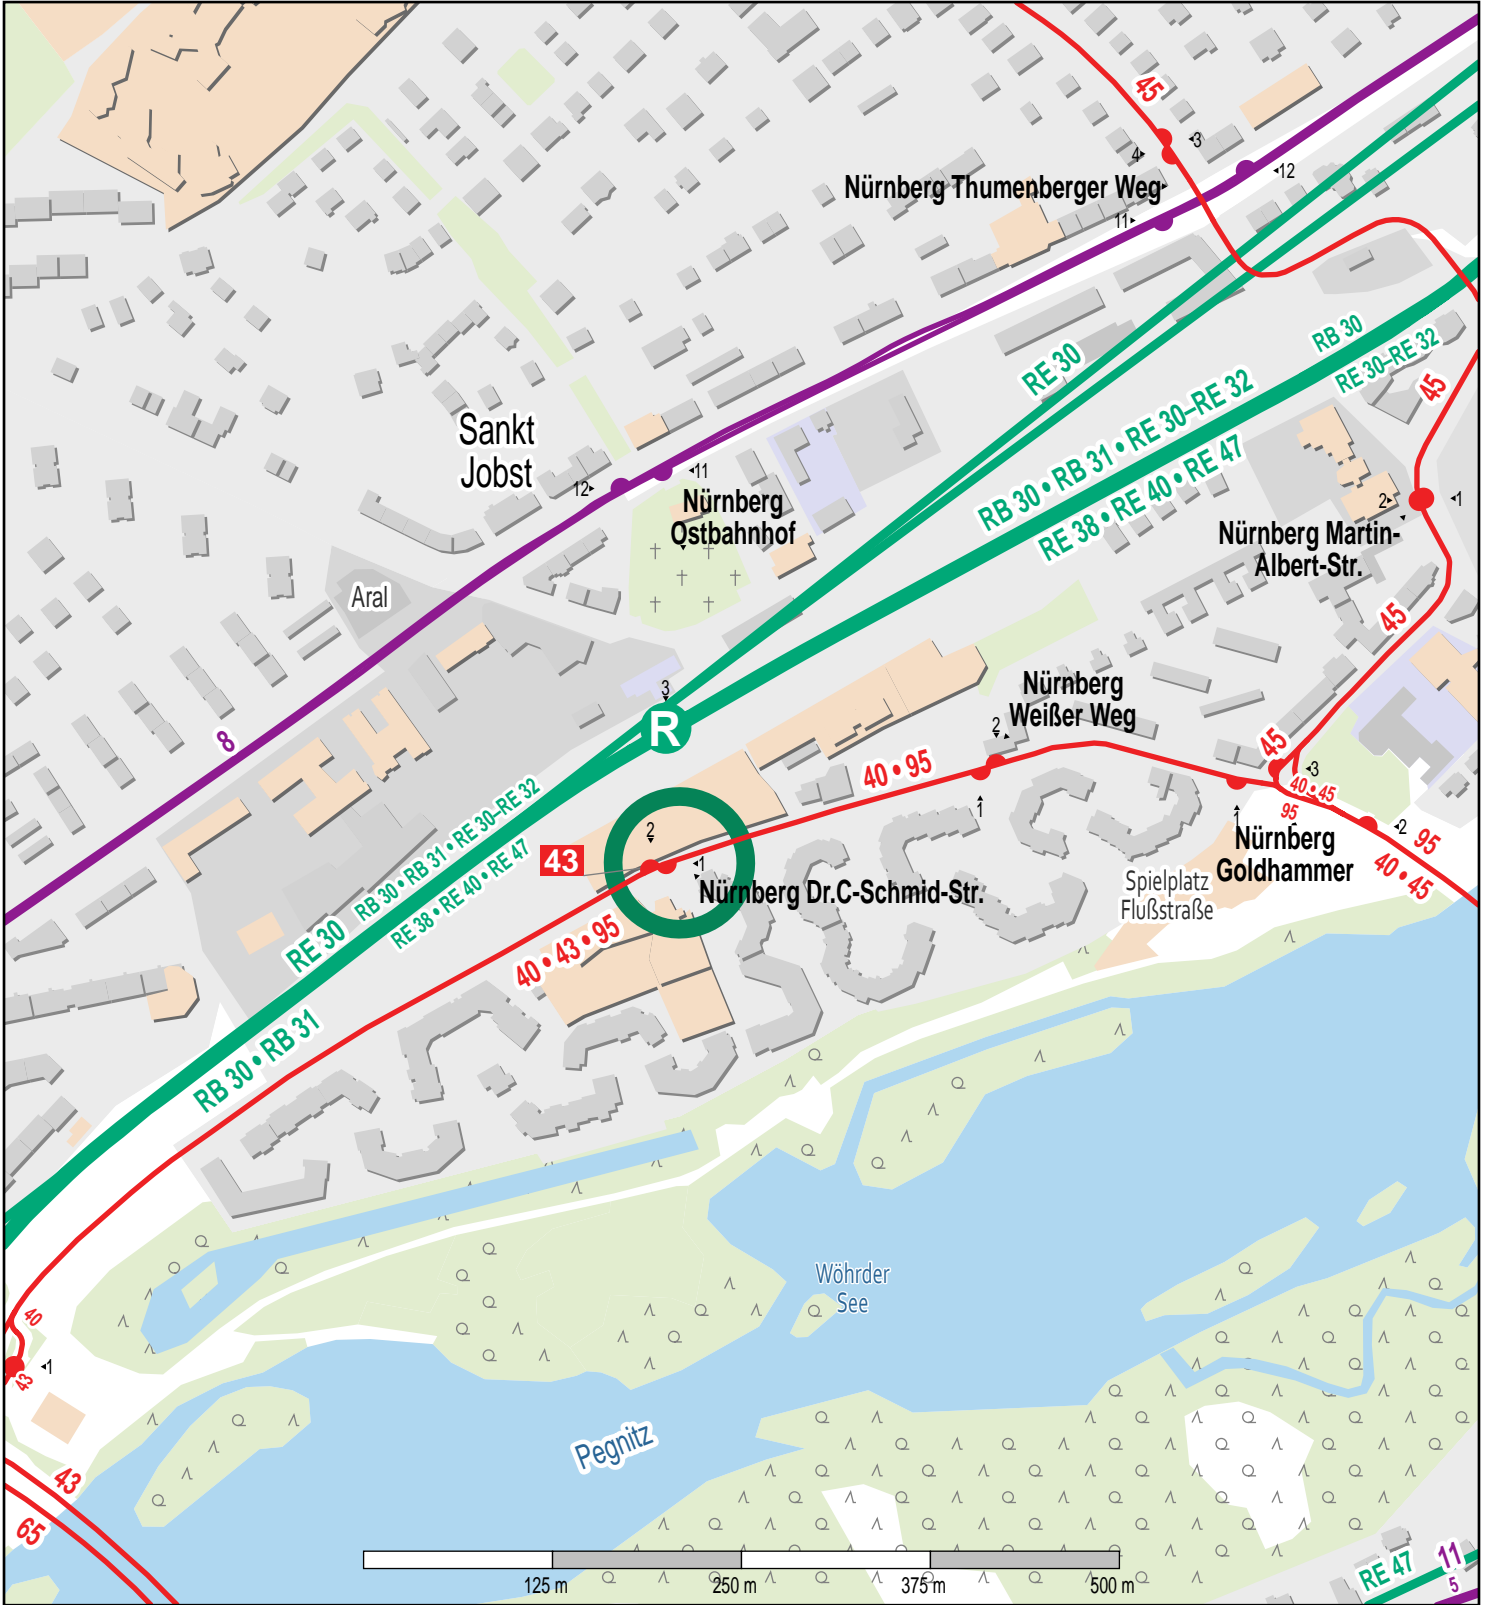 45
3
4
Nürnberg Thumenberger Weg
12
11
RB 30
RE 30–RE 32
RE 30
45
RB 30 • RB 31 • RE 30–RE 32
RE 38 • RE 40 • RE 47
Sankt
Jobst
11
12
Nürnberg
Ostbahnhof
2
1
Nürnberg Martin-
Albert-Str.
Aral
45
3
R
Nürnberg
Weißer Weg
2
8
45
3
40 • 95
40 • 45
95
1
1
2
95
40 • 45
Nürnberg
Goldhammer
RB 30 • RB 31 • RE 30–RE 32
RE 38 • RE 40 • RE 47
2
43
1
Nürnberg Dr.C-Schmid-Str.
Spielplatz
Flußstraße
RE 30
40 • 43 • 95
RB 30 • RB 31
Wöhrder
See
40
1
43
Pegnitz
43
65
125 m
250 m
375 m
500 m
RE 47
11
5